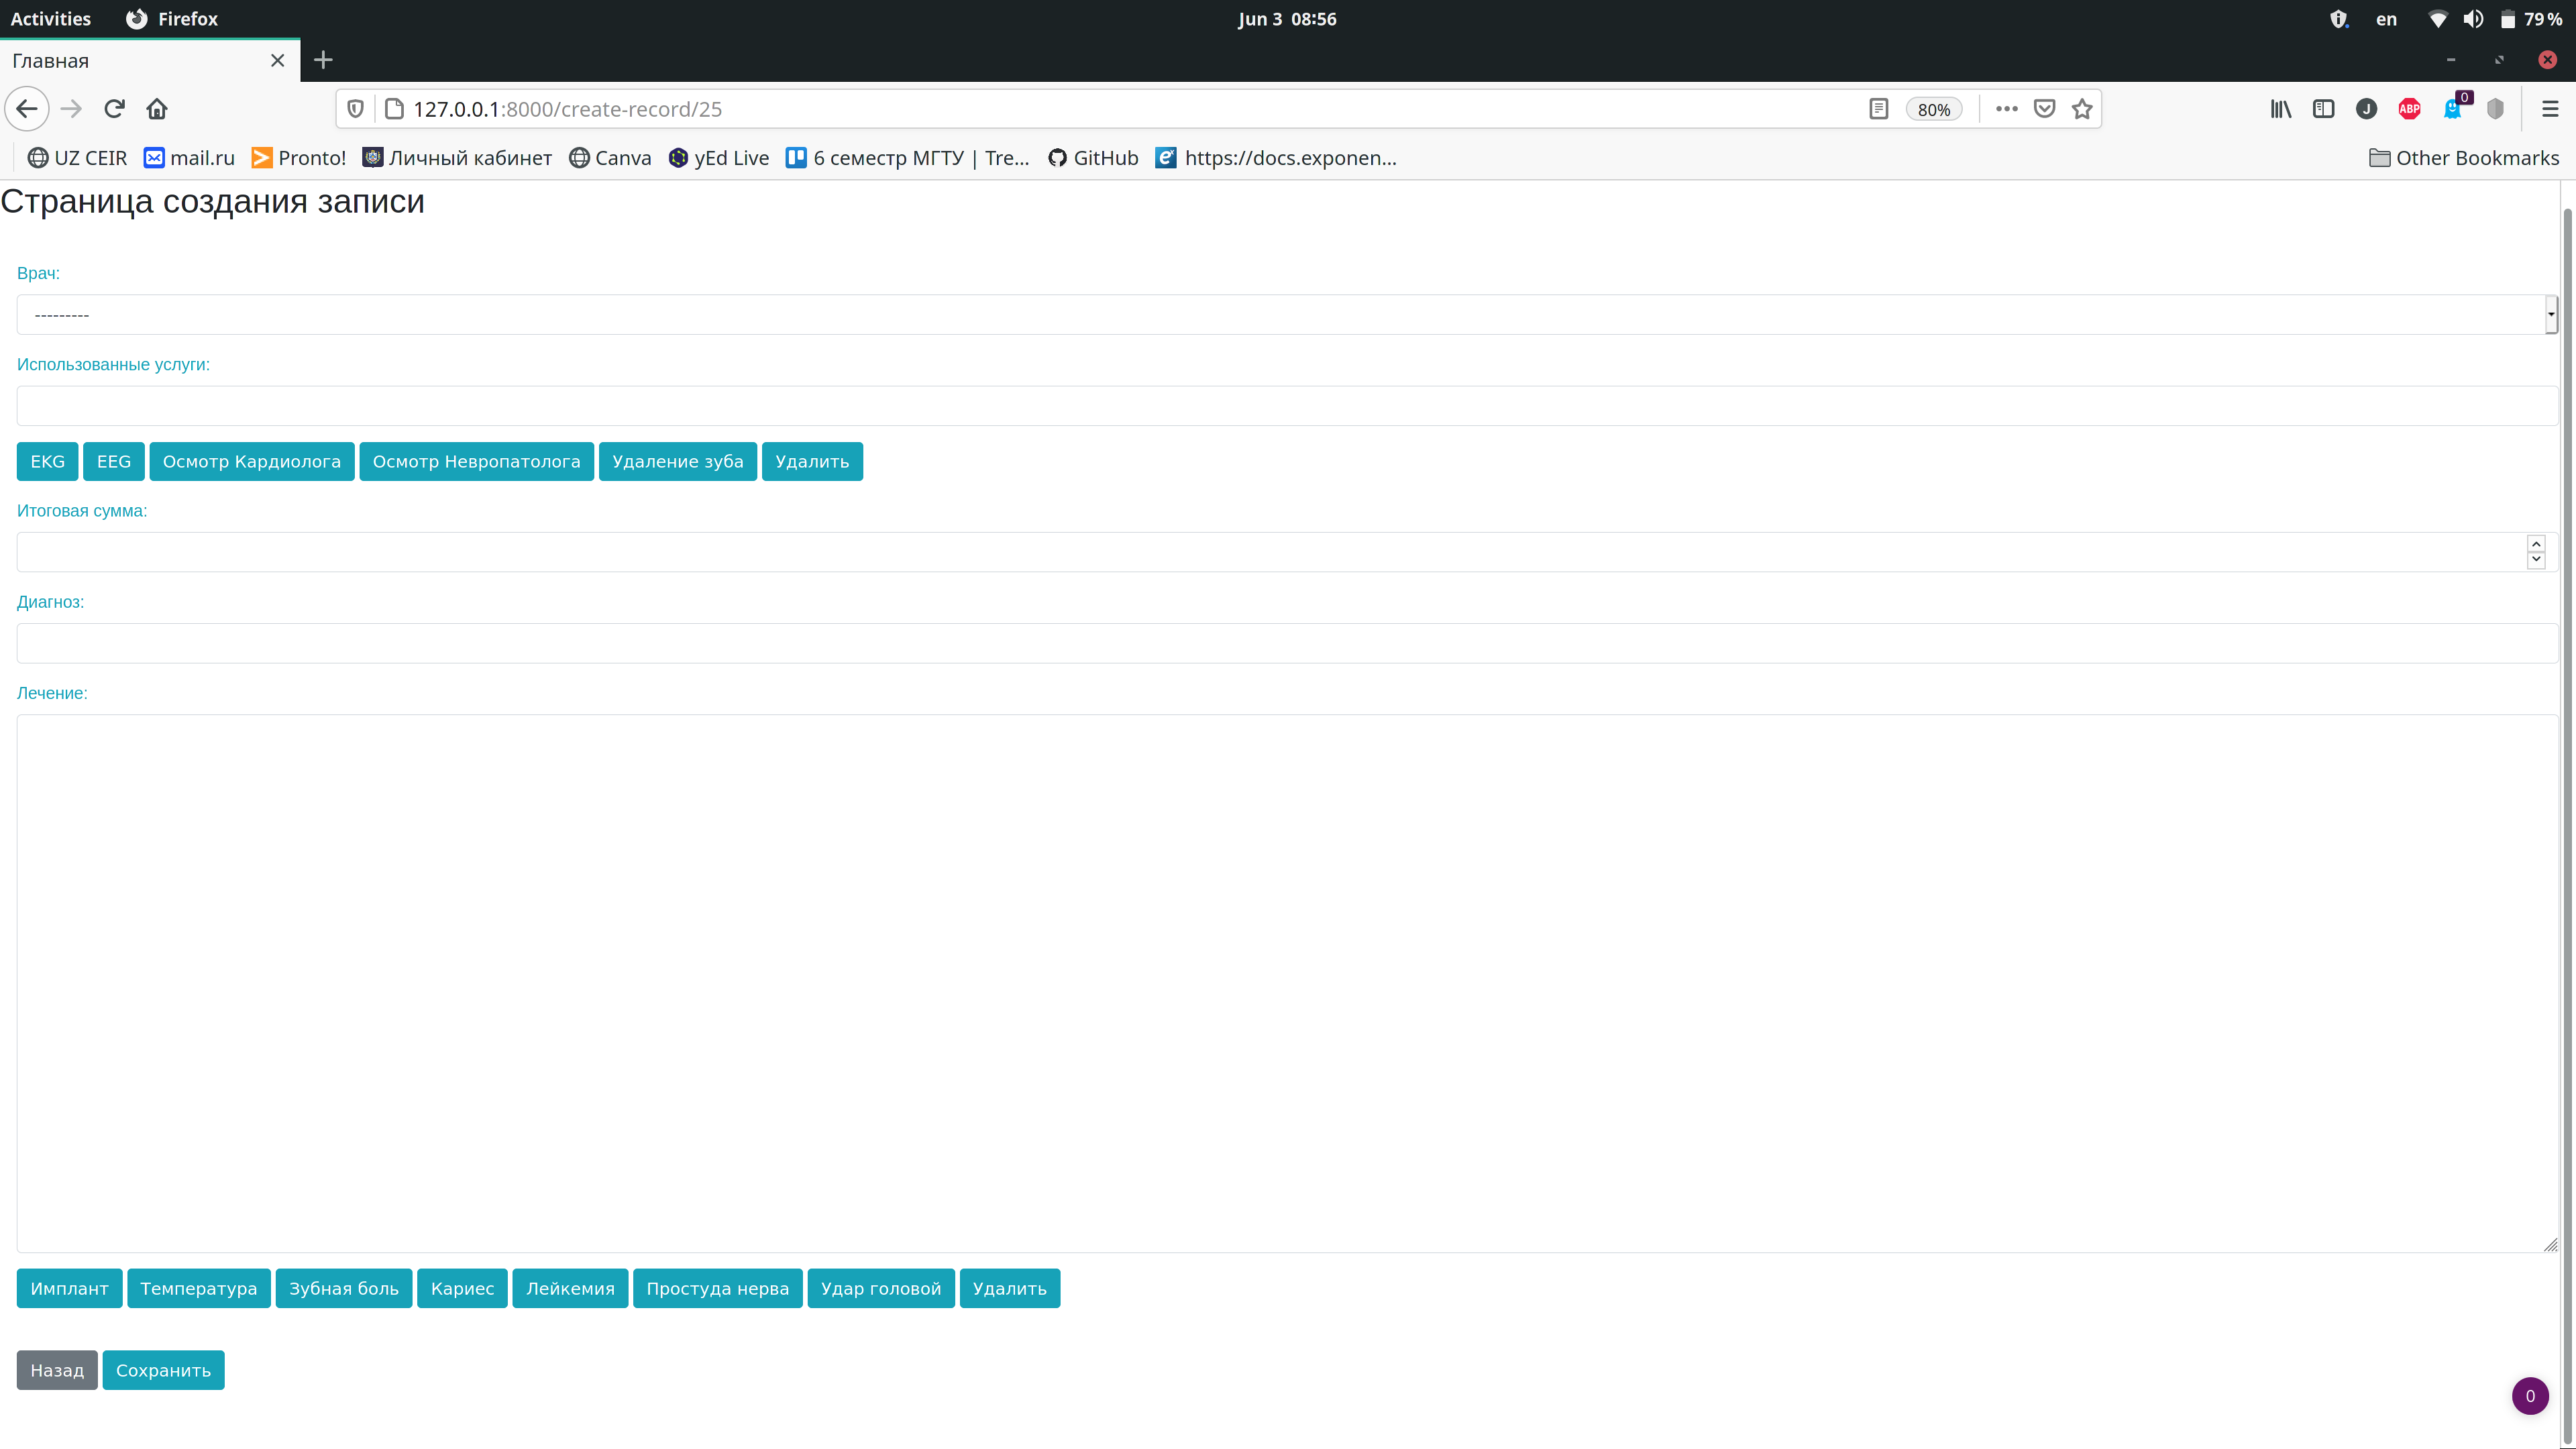 Activities Firefox Jun 3 08:56 en 79 %
Главная
127.0.0.1:8000/create-record/25 80% J ABP 0
UZ CEIR mail.ru Pronto! Личный кабинет Canva yEd Live 6 семестр МГТУ | Tre... GitHub https://docs.exponen... Other Bookmarks
Страница создания записи
Врач:
---------
Использованные услуги:
EKG EEG Осмотр Кардиолога Осмотр Невропатолога Удаление зуба Удалить
Итоговая сумма:
Диагноз:
Лечение:
Имплант Температура Зубная боль Кариес Лейкемия Простуда нерва Удар головой Удалить
Назад Сохранить
0